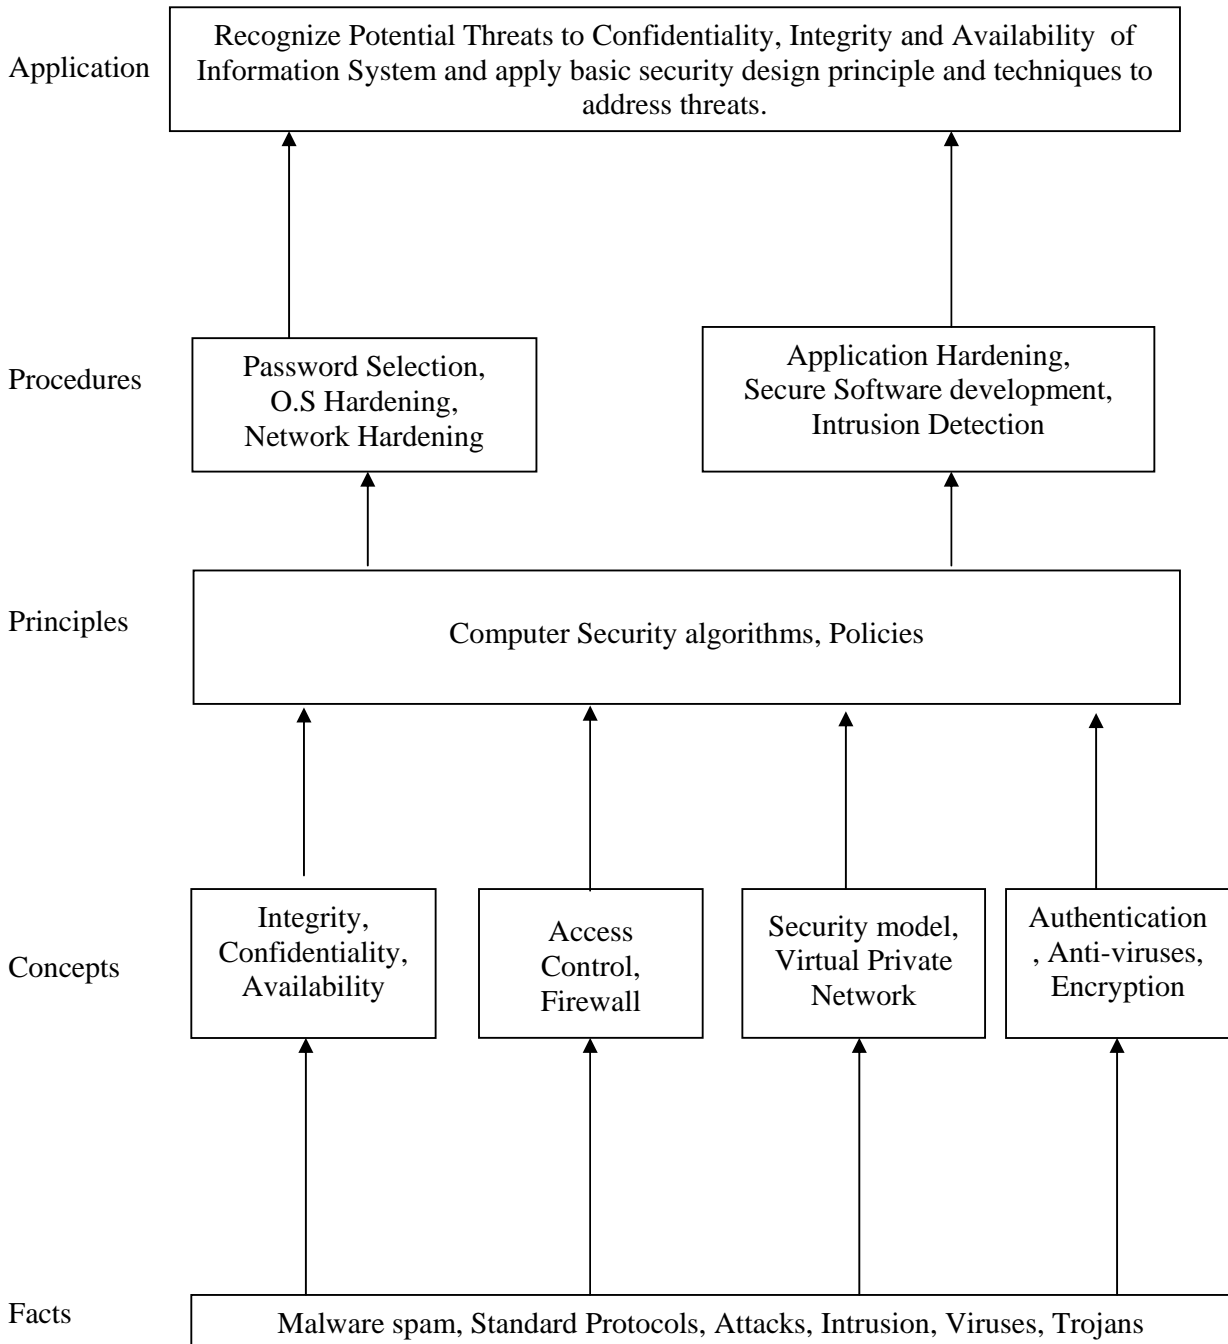 Application
Recognize Potential Threats to Confidentiality, Integrity and Availability of
Information System and apply basic security design principle and techniques to
address threats.
Procedures
Password Selection,
O.S Hardening,
Network Hardening
Application Hardening,
Secure Software development,
Intrusion Detection
Principles
Computer Security algorithms, Policies
Concepts
Integrity,
Confidentiality,
Availability
Access
Control,
Firewall
Security model,
Virtual Private
Network
Authentication
, Anti-viruses,
Encryption
Facts
Malware spam, Standard Protocols, Attacks, Intrusion, Viruses, Trojans